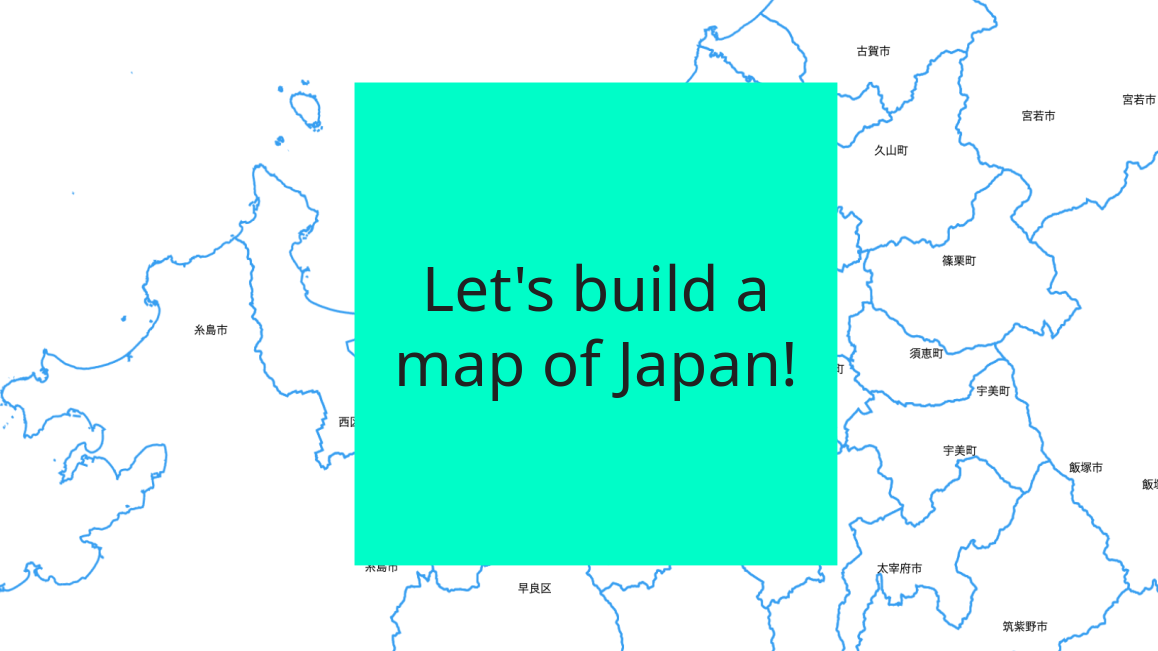 古賀市
宮若市
宮若市
久山町
篠栗町
Let's build a
map of Japan!
糸島市
須恵町
町
宇美町
西区
宇美町
飯塚市
飯塚
糸島市
太宰府市
早良区
筑紫野市